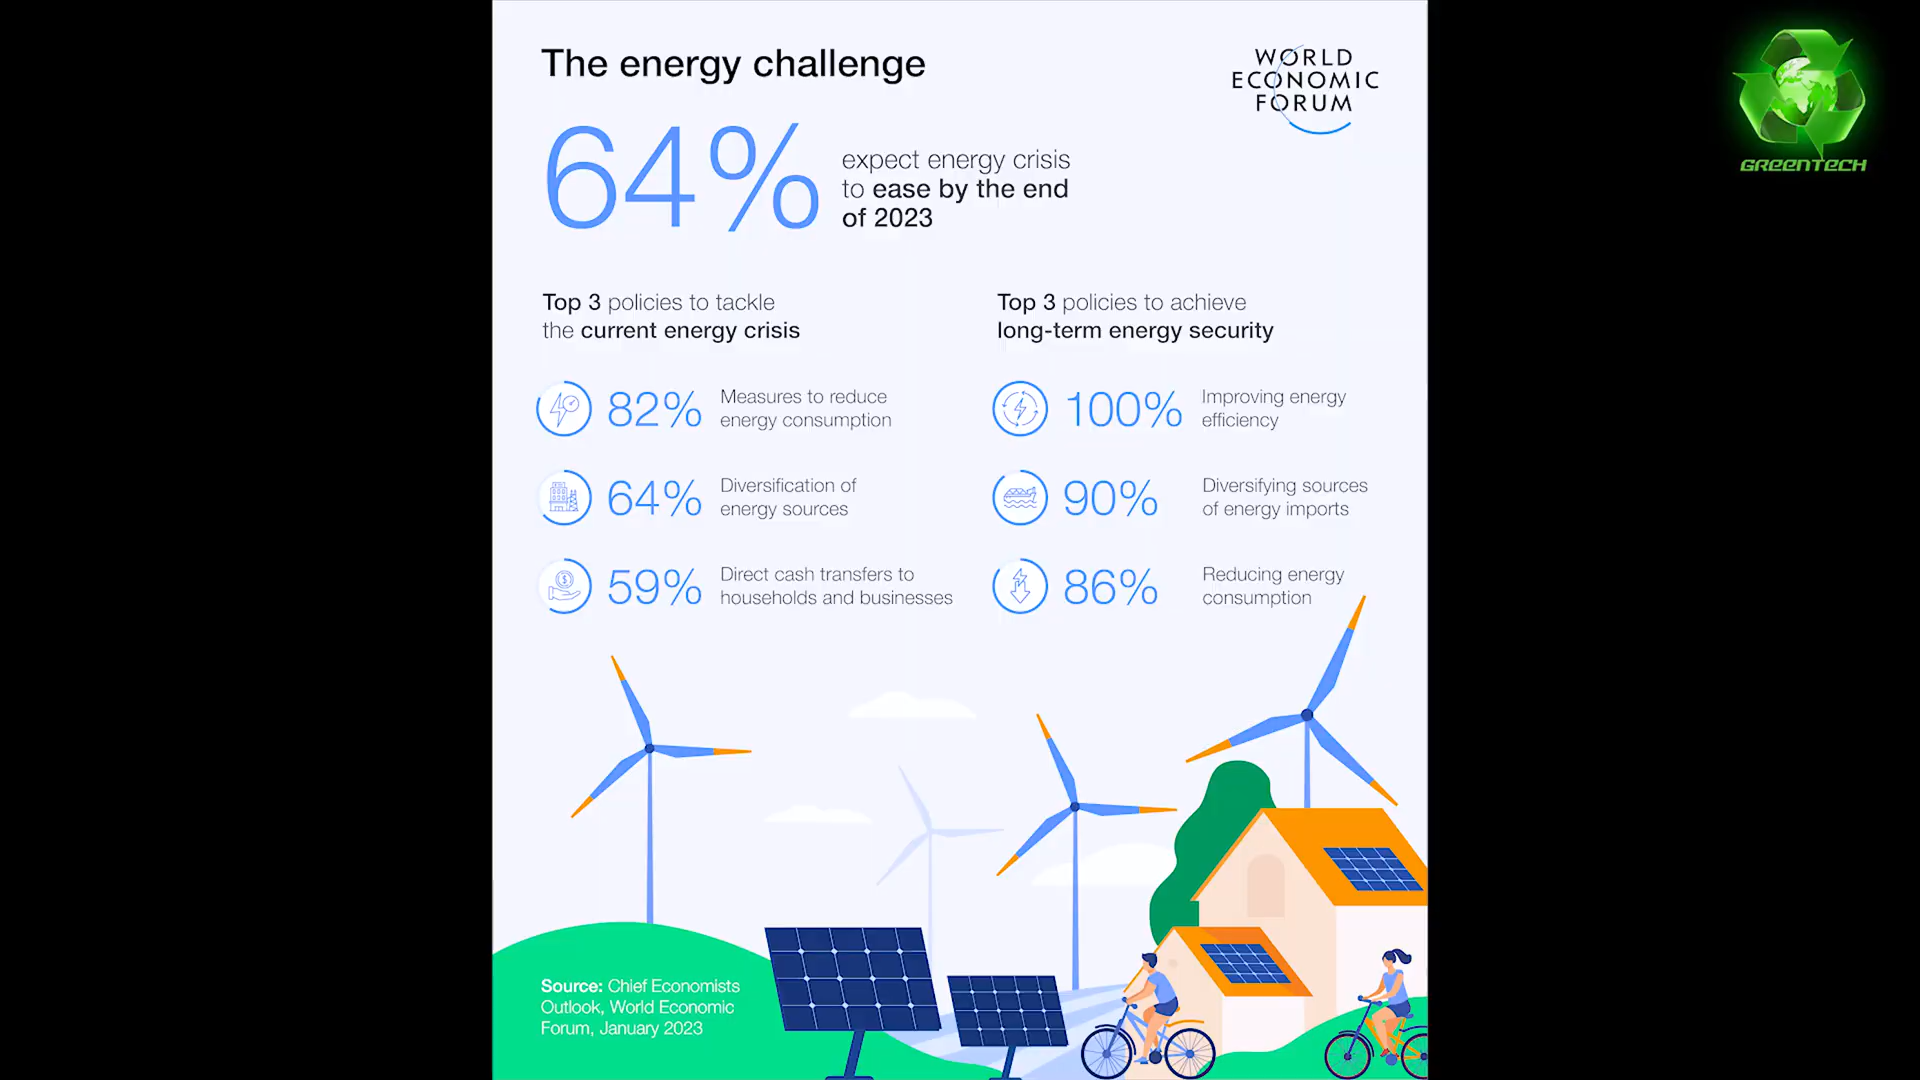 The energy challenge
WORLD
ECONOMIC
FORUM
GREENTECH
64%
expect energy crisis
to ease by the end
of 2023
Top 3 policies to tackle
the current energy crisis
82%
Measures to reduce
energy consumption
64%
Diversification of
energy sources
59%
Direct cash transfers to
households and businesses
Top 3 policies to achieve
long-term energy security
100%
Improving energy
efficiency
90%
Diversifying sources
of energy imports
86%
Reducing energy
consumption
Source: Chief Economists
Outlook, World Economic
Forum, January 2023